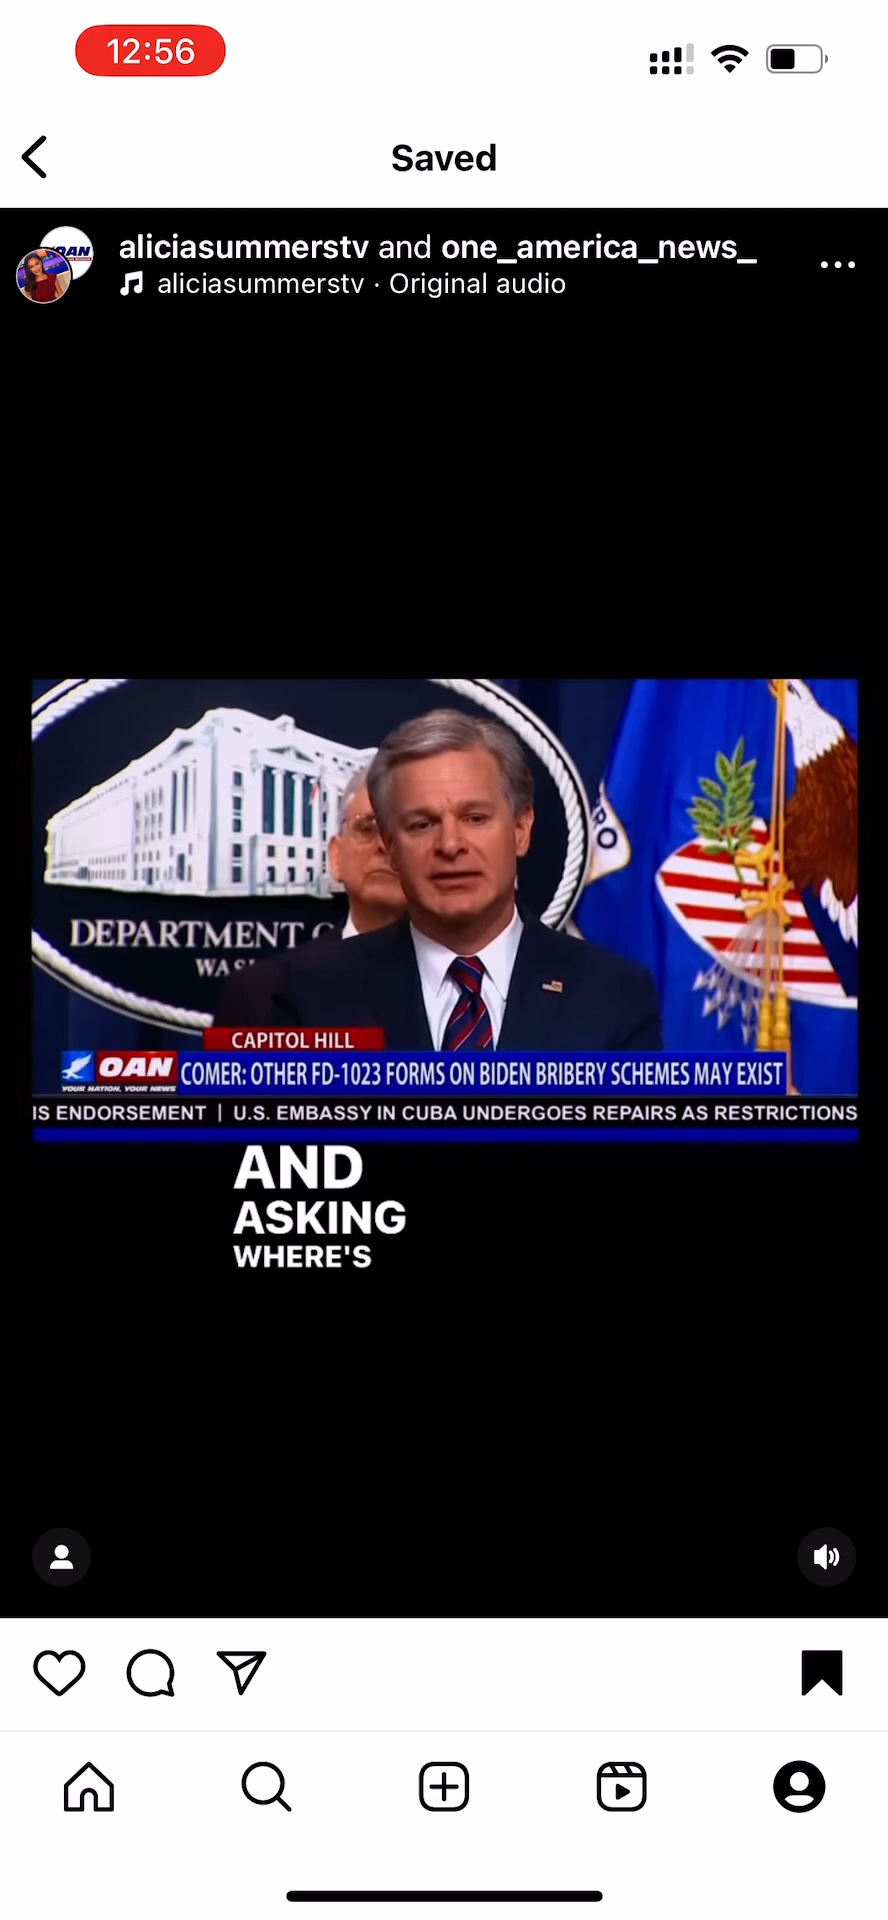 12:56
Saved
OAN
aliciasummerstv and one_america_news_
aliciasummerstv · Original audio
DEPARTMENT
WAS
CAPITOL HILL
OAN
YOUR NATION, YOUR NEWS
COMER: OTHER FD-1023 FORMS ON BIDEN BRIBERY SCHEMES MAY EXIST
IS ENDORSEMENT | U.S. EMBASSY IN CUBA UNDERGOES REPAIRS AS RESTRICTIONS
AND
ASKING
WHERE'S